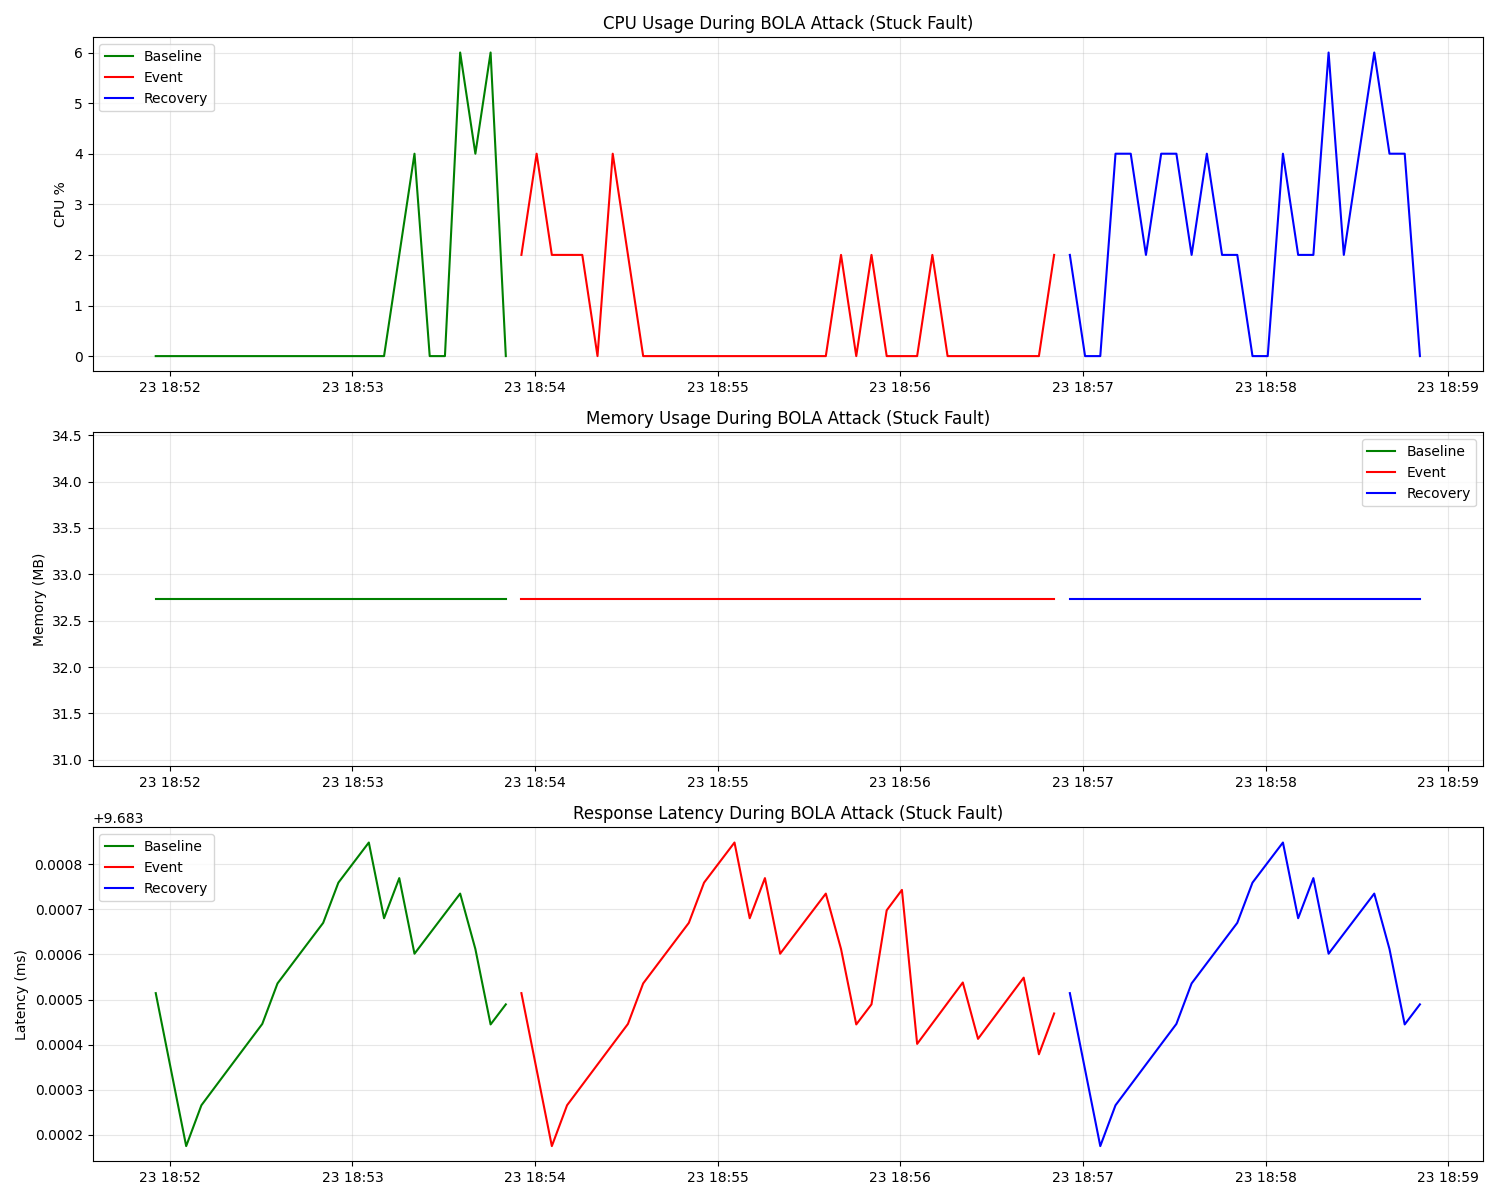 CPU Usage During BOLA Attack (Stuck Fault)
Baseline
Event
Recovery
CPU %
6
5
4
3
2
1
0
23 18:52 23 18:53 23 18:54 23 18:55 23 18:56 23 18:57 23 18:58 23 18:59
Memory Usage During BOLA Attack (Stuck Fault)
Baseline
Event
Recovery
Memory (MB)
34.5
34.0
33.5
33.0
32.5
32.0
31.5
31.0
23 18:52 23 18:53 23 18:54 23 18:55 23 18:56 23 18:57 23 18:58 23 18:59
Response Latency During BOLA Attack (Stuck Fault)
+9.683
Baseline
Event
Recovery
Latency (ms)
0.0008
0.0007
0.0006
0.0005
0.0004
0.0003
0.0002
23 18:52 23 18:53 23 18:54 23 18:55 23 18:56 23 18:57 23 18:58 23 18:59